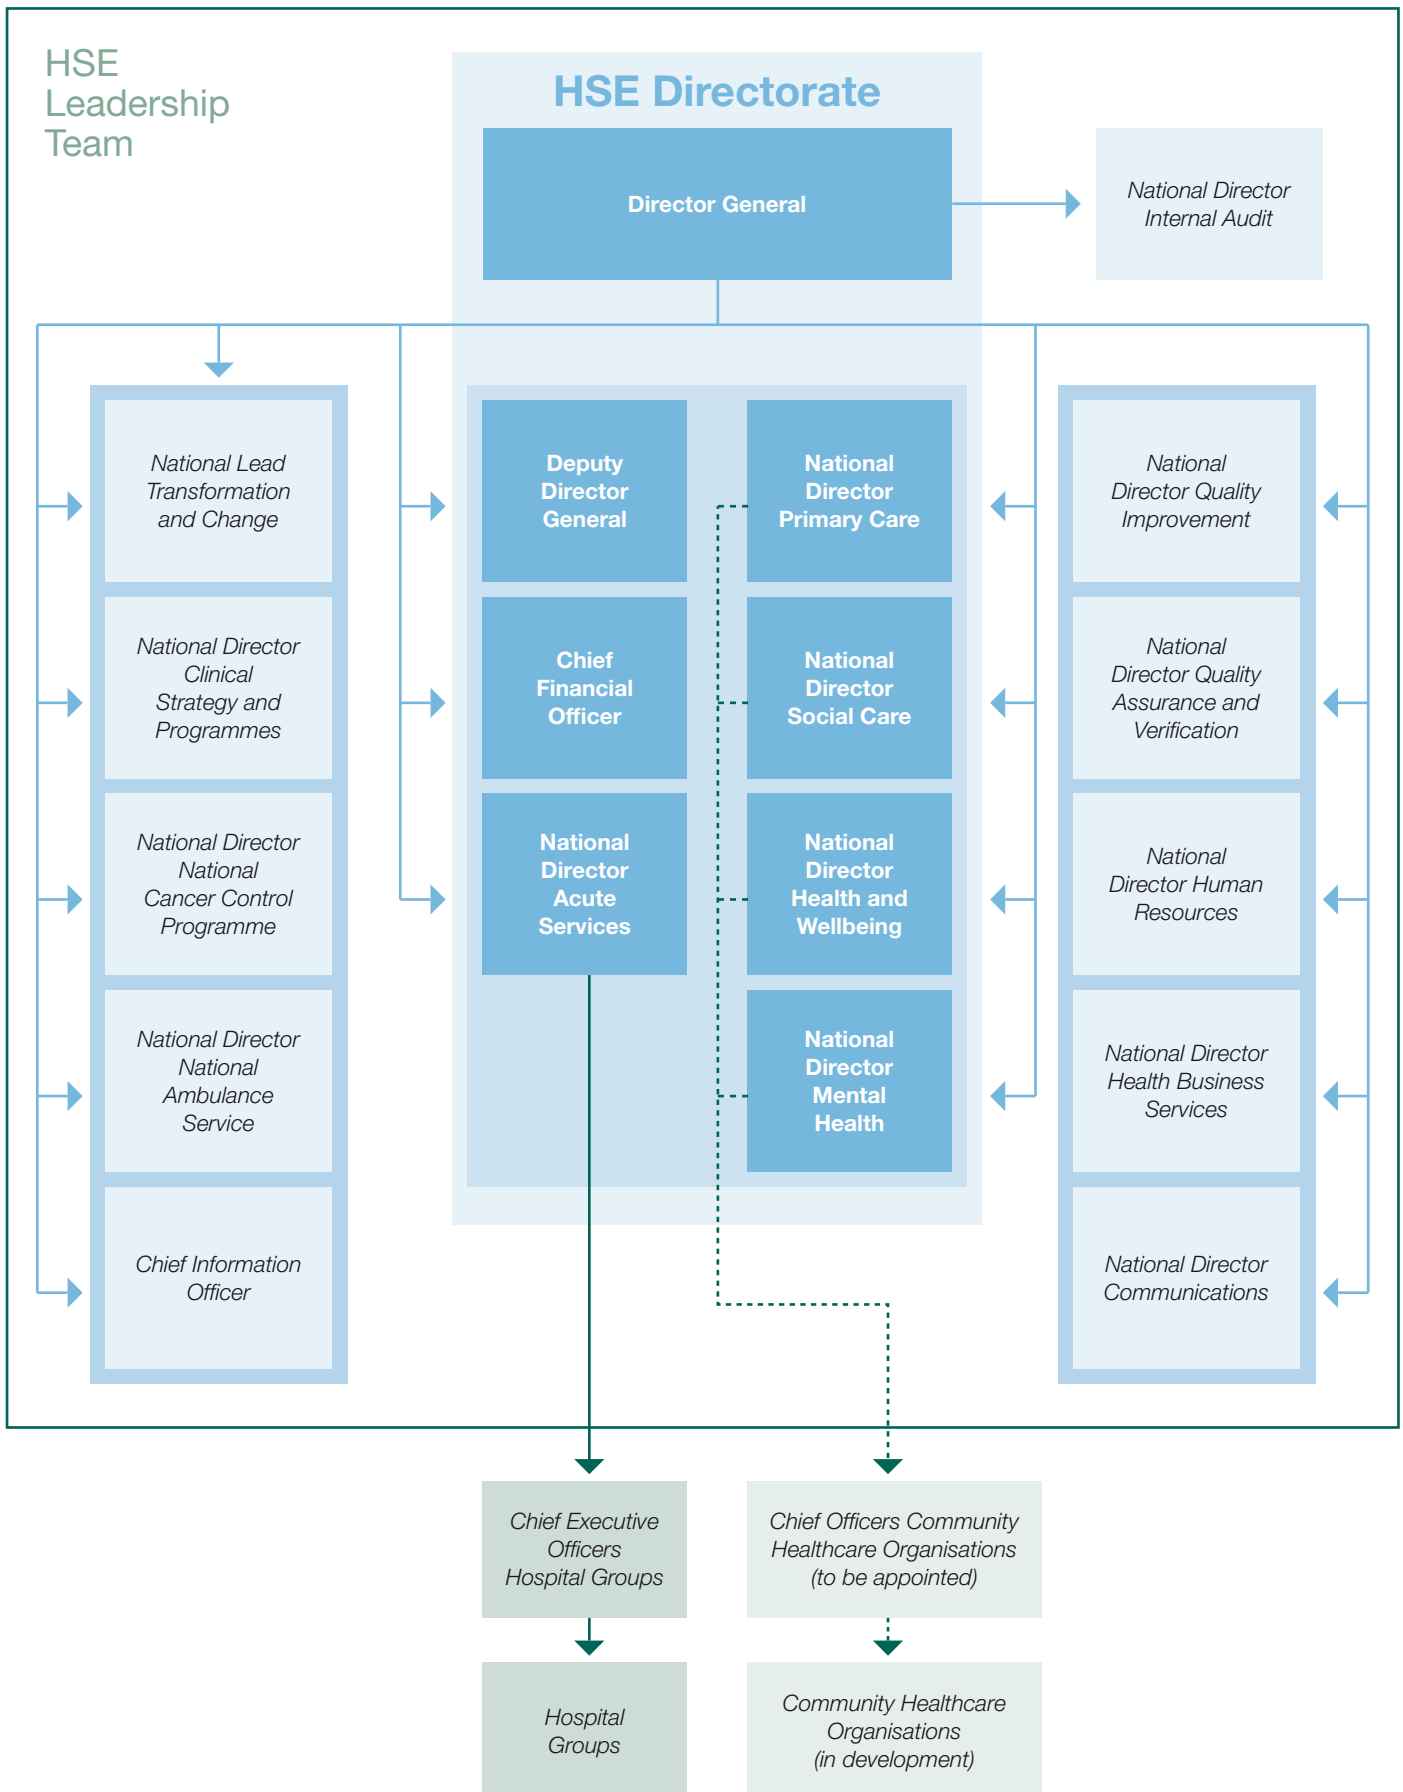 HSE
Leadership
Team
HSE Directorate
Director General
National Director
Internal Audit
National Lead
Transformation
and Change
National Director
Clinical
Strategy and
Programmes
National Director
National
Cancer Control
Programme
National Director
National
Ambulance
Service
Chief Information
Officer
Deputy
Director
General
Chief
Financial
Officer
National
Director
Acute
Services
National
Director
Primary Care
National
Director
Social Care
National
Director
Health and
Wellbeing
National
Director
Mental
Health
National
Director Quality
Improvement
National
Director Quality
Assurance and
Verification
National
Director Human
Resources
National Director
Health Business
Services
National Director
Communications
Chief Executive
Officers
Hospital Groups
Chief Officers Community
Healthcare Organisations
(to be appointed)
Hospital
Groups
Community Healthcare
Organisations
(in development)